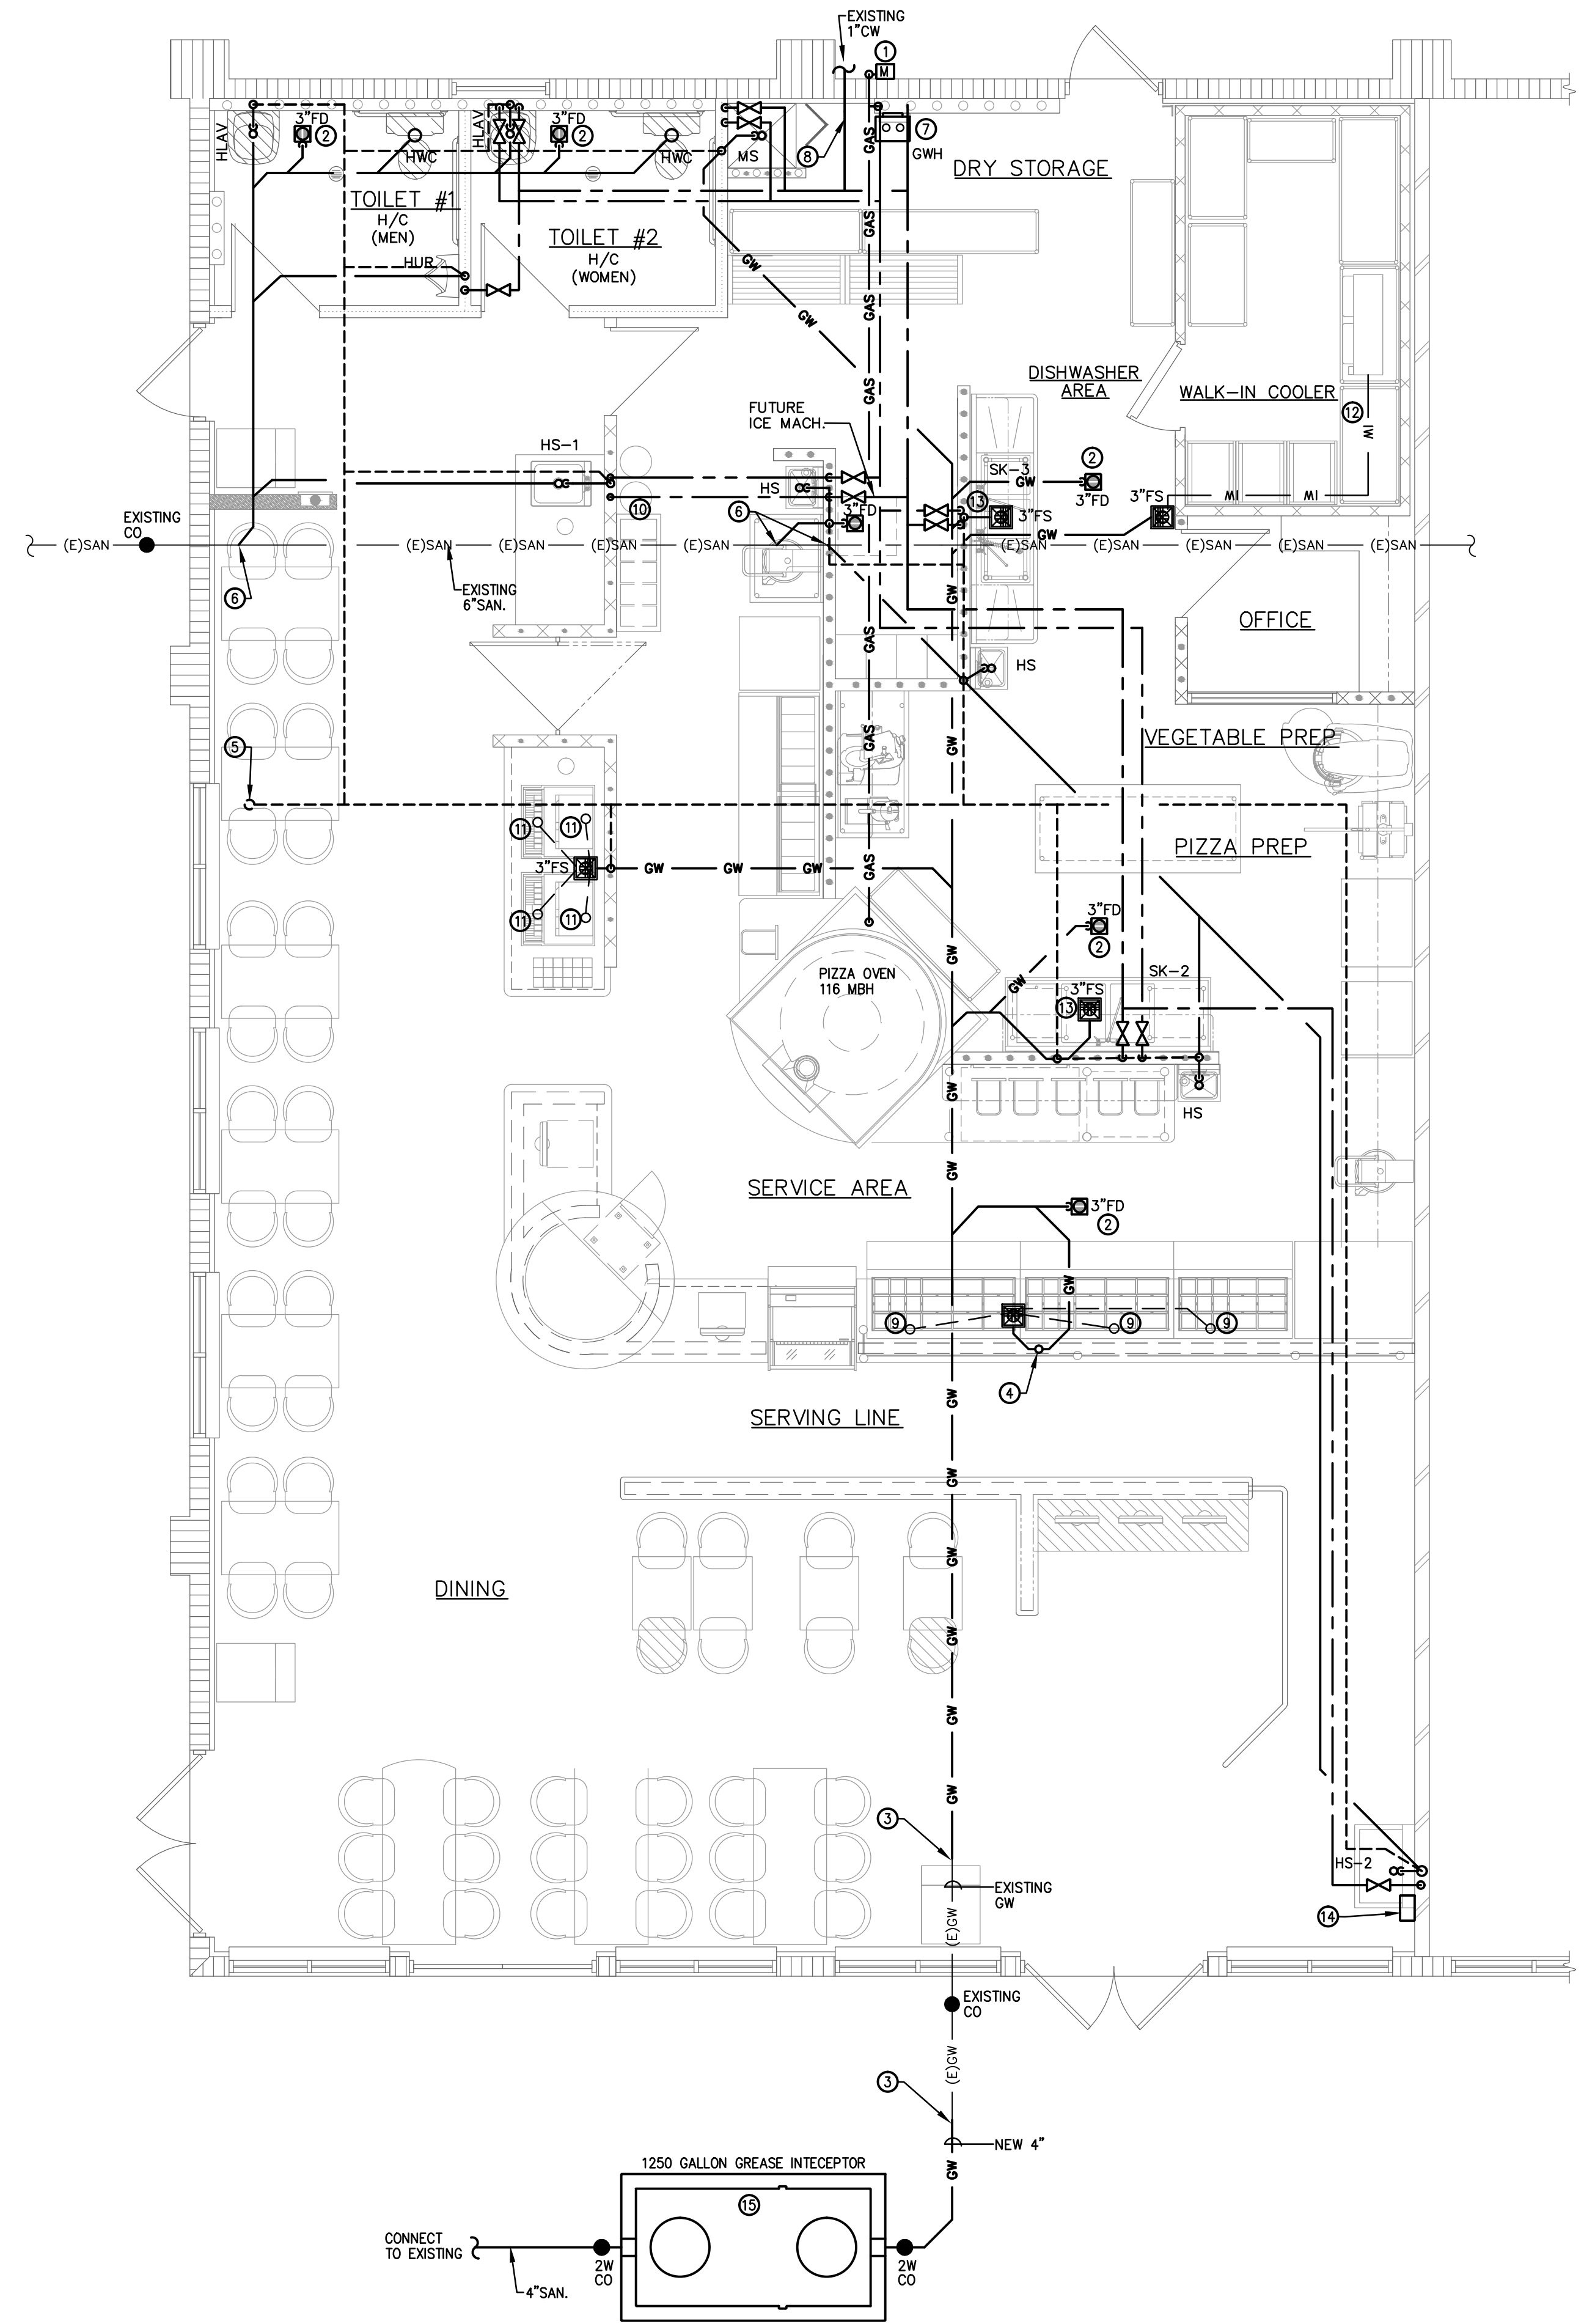 EXISTING
1"CW
1
M
HLAV
3"FD
2
HWC
HLAV
3"FD
2
HWC
MS
8
GAS
7
GWH
DRY STORAGE
TOILET #1
H/C
(MEN)
TOILET #2
H/C
(WOMEN)
HUR
GAS
GW
GAS
GW
GAS
DISHWASHER
AREA
WALK-IN COOLER
12
IW
FUTURE
ICE MACH.
HS-1
HS
SK-3
2
GW
3"FD
3"FS
IW
IW
10
6
3"FD
13
3"FS
EXISTING
CO
GW
(E)SAN
(E)SAN
(E)SAN
(E)SAN
(E)SAN
(E)SAN
(E)SAN
(E)SAN
(E)SAN
6
EXISTING
6"SAN.
GW
GAS
OFFICE
HS
5
GAS
GW
VEGETABLE PREP
11
11
3"FS
GW
GW
GW
GAS
PIZZA PREP
11
11
3"FD
2
GW
PIZZA OVEN
116 MBH
GW
SK-2
3"FS
13
GW
HS
SERVICE AREA
GW
3"FD
2
GW
9
9
9
4
GW
SERVING LINE
GW
GW
DINING
GW
GW
GW
3
HS-2
EXISTING
GW
(E)GW
14
EXISTING
CO
(E)GW
3
NEW 4"
GW
1250 GALLON GREASE INTECEPTOR
15
CONNECT
TO EXISTING
2W
CO
2W
CO
4"SAN.